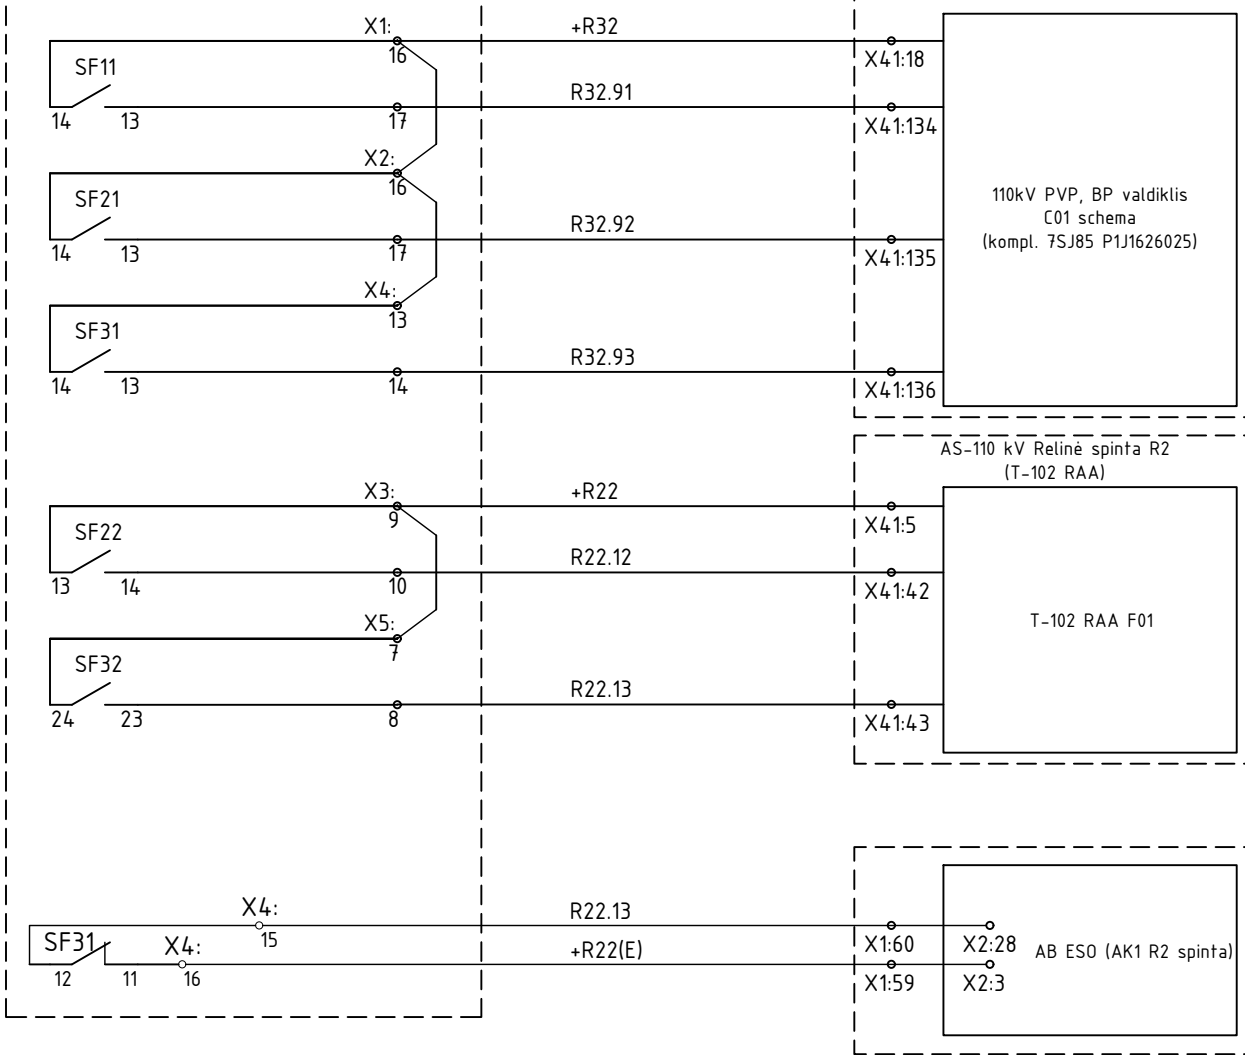 X1:
+R32
16
X41:18
SF11
R32.91
14
13
17
X41:134
X2:
16
SF21
R32.92
14
13
17
X41:135
110kV PVP, BP valdiklis
C01 schema
(kompl. 7SJ85 P1J1626025)
X4:
13
SF31
R32.93
14
13
14
X41:136
AS-110 kV Relinė spinta R2
(T-102 RAA)
X3:
+R22
9
X41:5
SF22
R22.12
13
14
10
X41:42
X5:
7
T-102 RAA F01
SF32
R22.13
24
23
8
X41:43
X4:
R22.13
15
X1:60
X2:28
SF31
X4:
+R22(E)
AB ESO (AK1 R2 spinta)
12
11
16
X1:59
X2:3